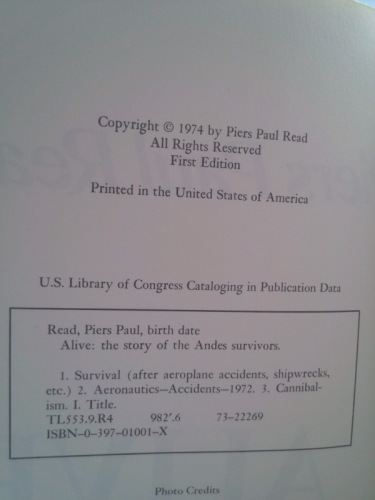 Copyright © 1974 by Piers Paul Read
All Rights Reserved
First Edition
Printed in the United States of America
U.S. Library of Congress Cataloging in Publication Data
Read, Piers Paul, birth date
Alive: the story of the Andes survivors.
1. Survival (after aeroplane accidents, shipwrecks,
etc.) 2. Aeronautics—Accidents—1972. 3. Cannibal-
ism. I. Title.
TL553.9.R4 982'.6 73-22269
ISBN-0-397-01001-X
Photo Credits